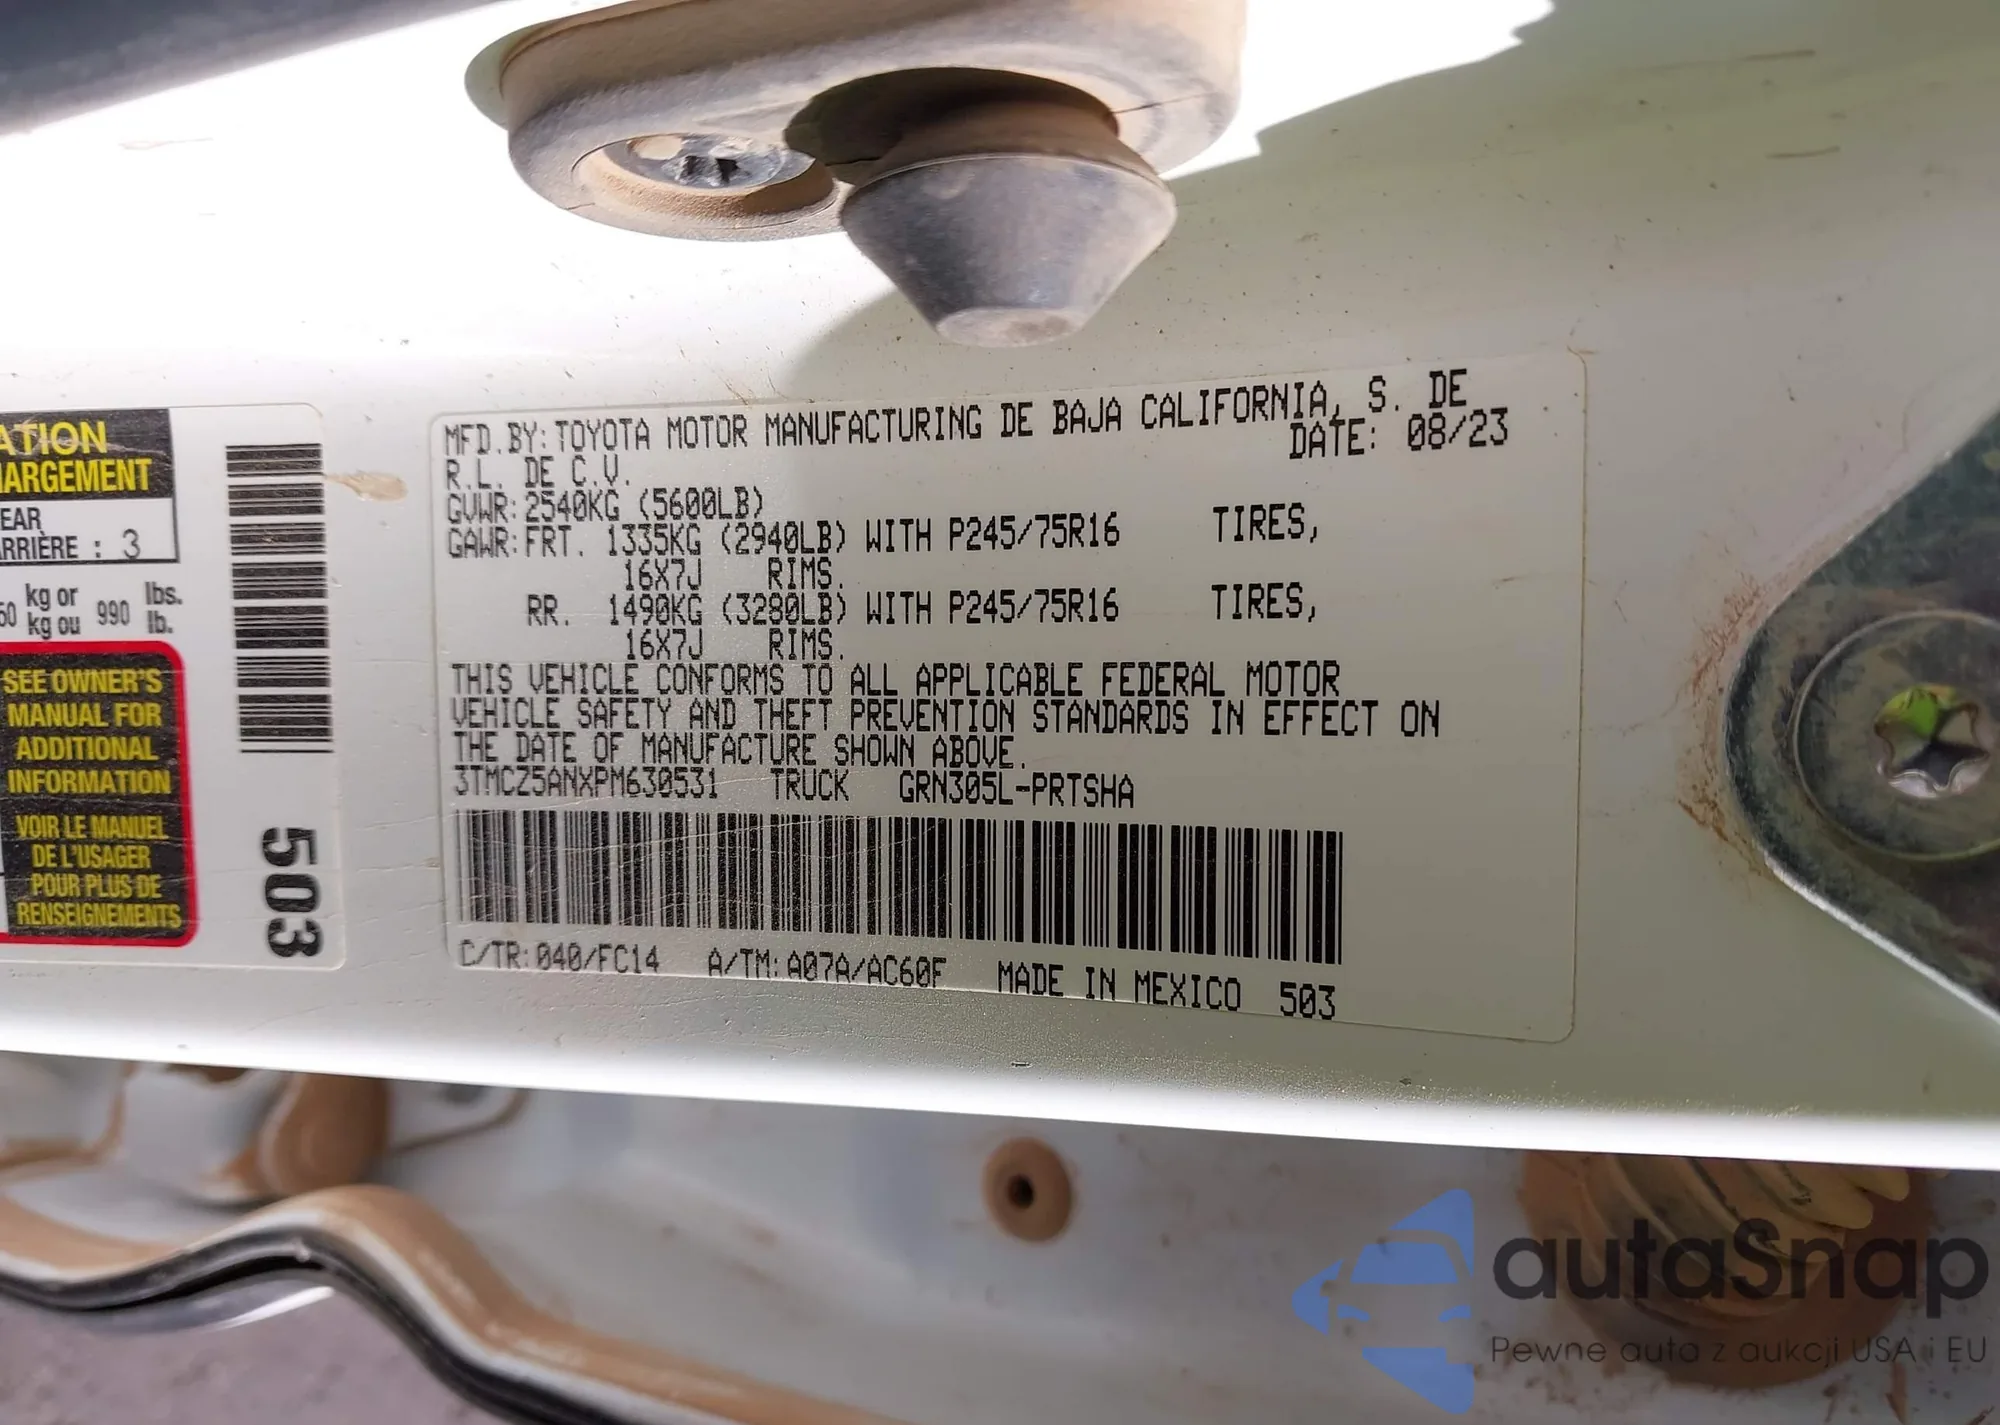 ATION
HARGEMENT
EAR
ARRIÈRE : 3
kg or 990 lbs.
kg ou lb.
SEE OWNER'S
MANUAL FOR
ADDITIONAL
INFORMATION
VOIR LE MANUEL
DE L'USAGER
POUR PLUS DE
RENSEIGNEMENTS
503
MFD.BY:TOYOTA MOTOR MANUFACTURING DE BAJA CALIFORNIA, S. DE
R.L. DE C.V. DATE: 08/23
GVWR:2540KG (5600LB)
GAWR:FRT. 1335KG (2940LB) WITH P245/75R16 TIRES,
16X7J RIMS.
RR. 1490KG (3280LB) WITH P245/75R16 TIRES,
16X7J RIMS.
THIS VEHICLE CONFORMS TO ALL APPLICABLE FEDERAL MOTOR
VEHICLE SAFETY AND THEFT PREVENTION STANDARDS IN EFFECT ON
THE DATE OF MANUFACTURE SHOWN ABOVE.
3TMCZ5ANXPM630531 TRUCK GRN305L-PRTSHA
C/TR:040/FC14 A/TM:A07A/AC60F MADE IN MEXICO 503
autaSnap
Pewne auta z aukcji USA i EU